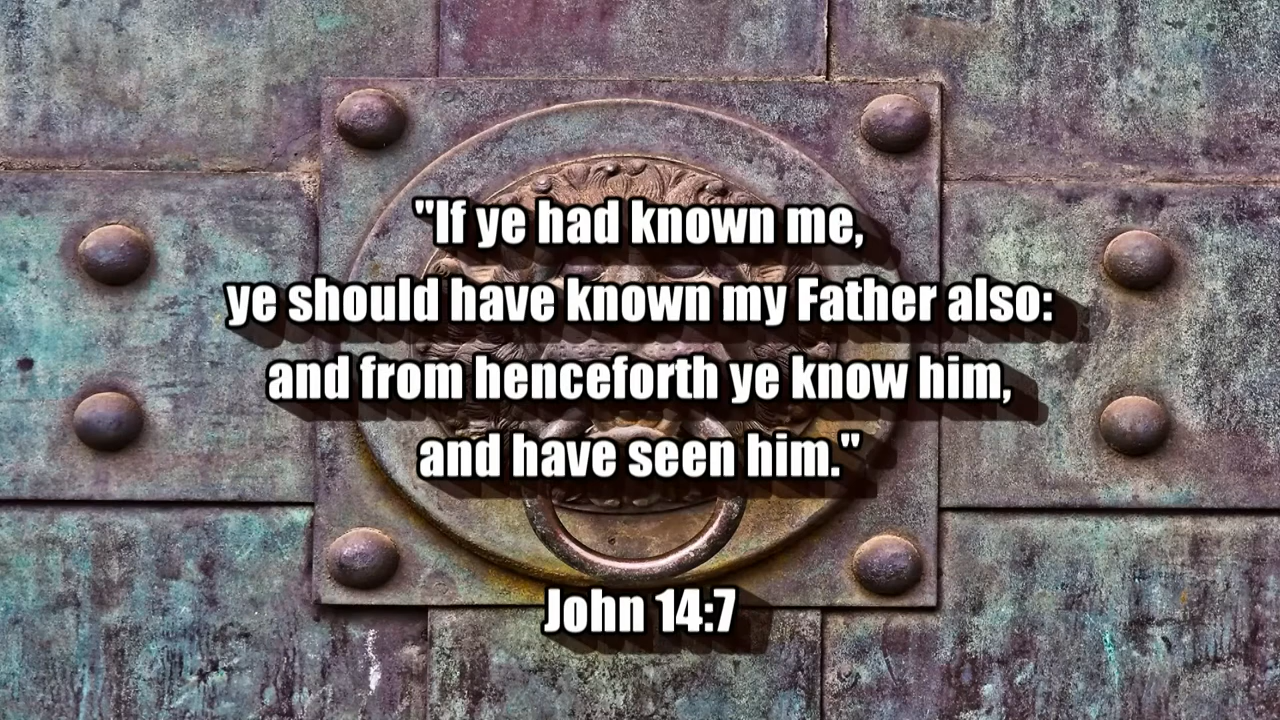 "If ye had known me,
ye should have known my Father also:
and from henceforth ye know him,
and have seen him."
John 14:7